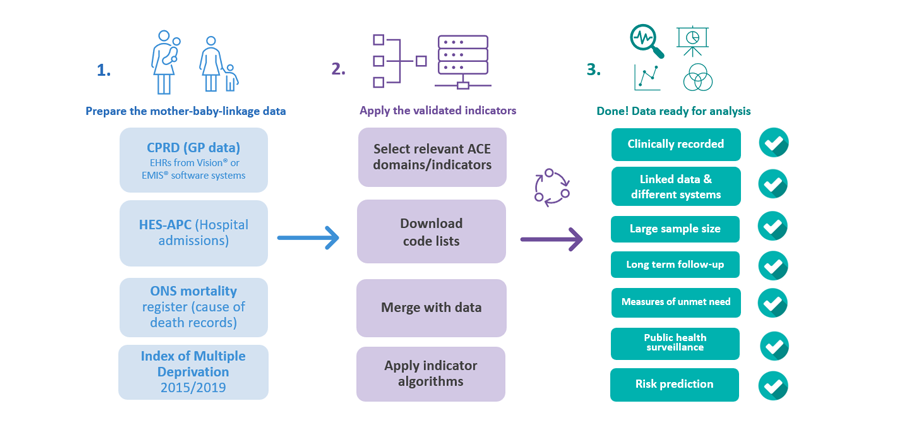 1.
Prepare the mother-baby-linkage data
CPRD (GP data)
EHRs from Vision® or
EMIS® software systems
HES-APC (Hospital
admissions)
ONS mortality
register (cause of
death records)
Index of Multiple
Deprivation
2015/2019
2.
Apply the validated indicators
Select relevant ACE
domains/indicators
Download
code lists
Merge with data
Apply indicator
algorithms
3.
Done! Data ready for analysis
Clinically recorded
Linked data &
different systems
Large sample size
Long term follow-up
Measures of unmet need
Public health
surveillance
Risk prediction